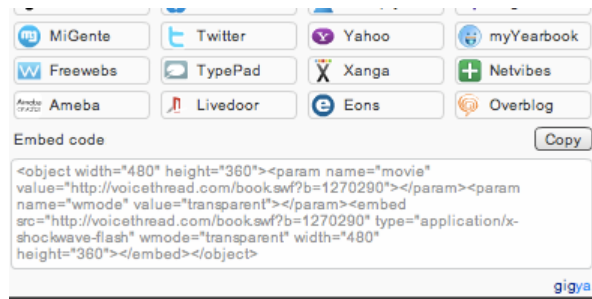 MiGente Twitter Yahoo myYearbook
Freewebs TypePad Xanga Netvibes
Ameba Livedoor Eons Overblog
Embed code Copy
<object width="480" height="360"><param name="movie"
value="http://voicethread.com/book.swf?b=1270290"></param><param
name="wmode" value="transparent"></param><embed
src="http://voicethread.com/book.swf?b=1270290" type="application/x-
shockwave-flash" wmode="transparent" width="480"
height="360"></embed></object>
gigya